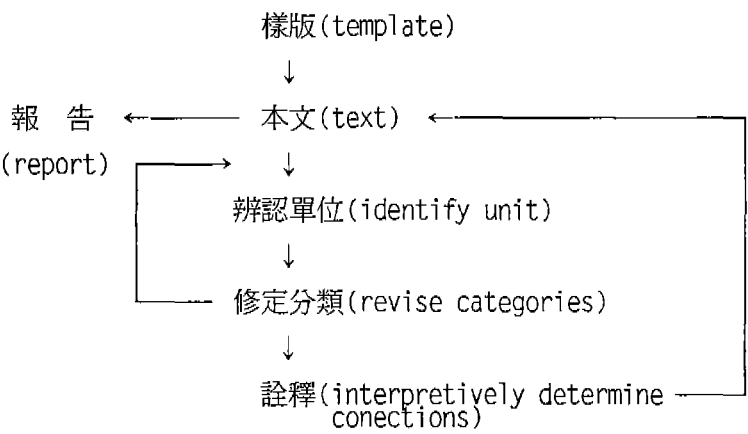 樣版(template)
報 告
本文(text)
(report)
辨認單位(identify unit)
修定分類(revise categories)
詮釋(interpretively determine
conections)